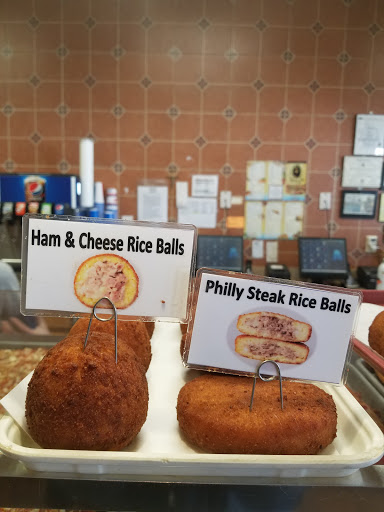 Ham & Cheese Rice Balls
Philly Steak Rice Balls